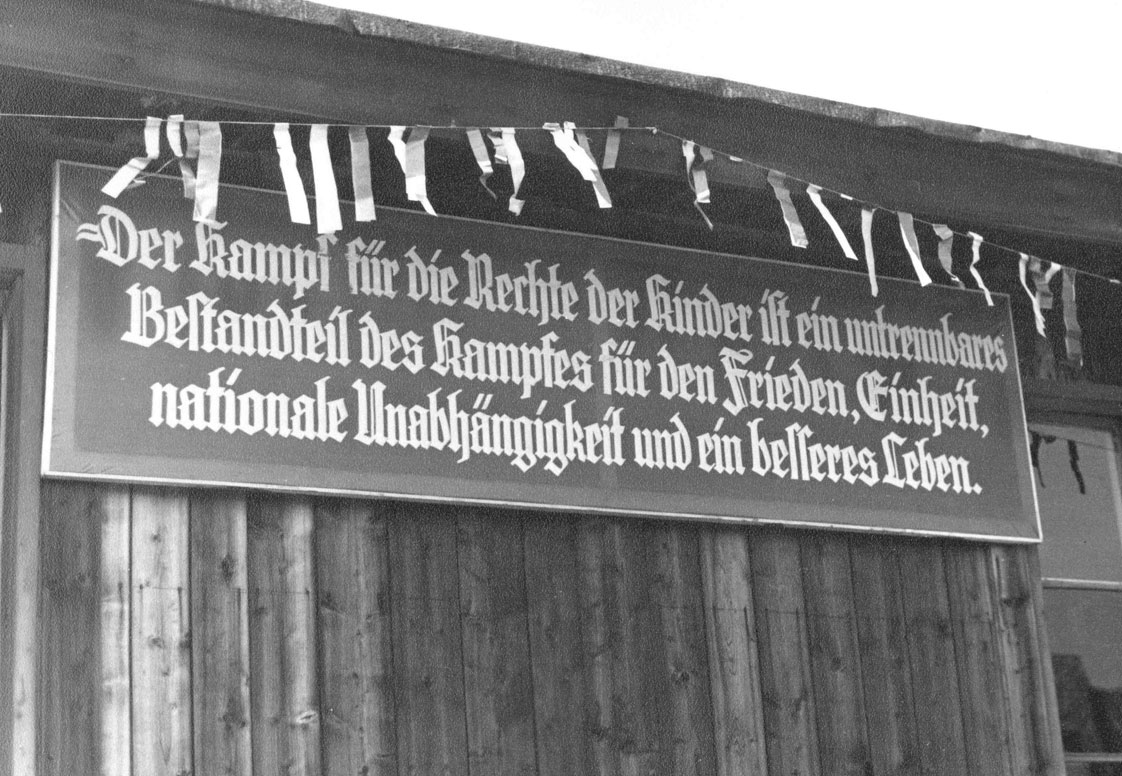 =Der Kampf für die Rechte der Kinder ist ein untrennbares
Bestandteil des Kampfes für den Frieden, Einheit,
nationale Unabhängigkeit und ein besseres Leben.